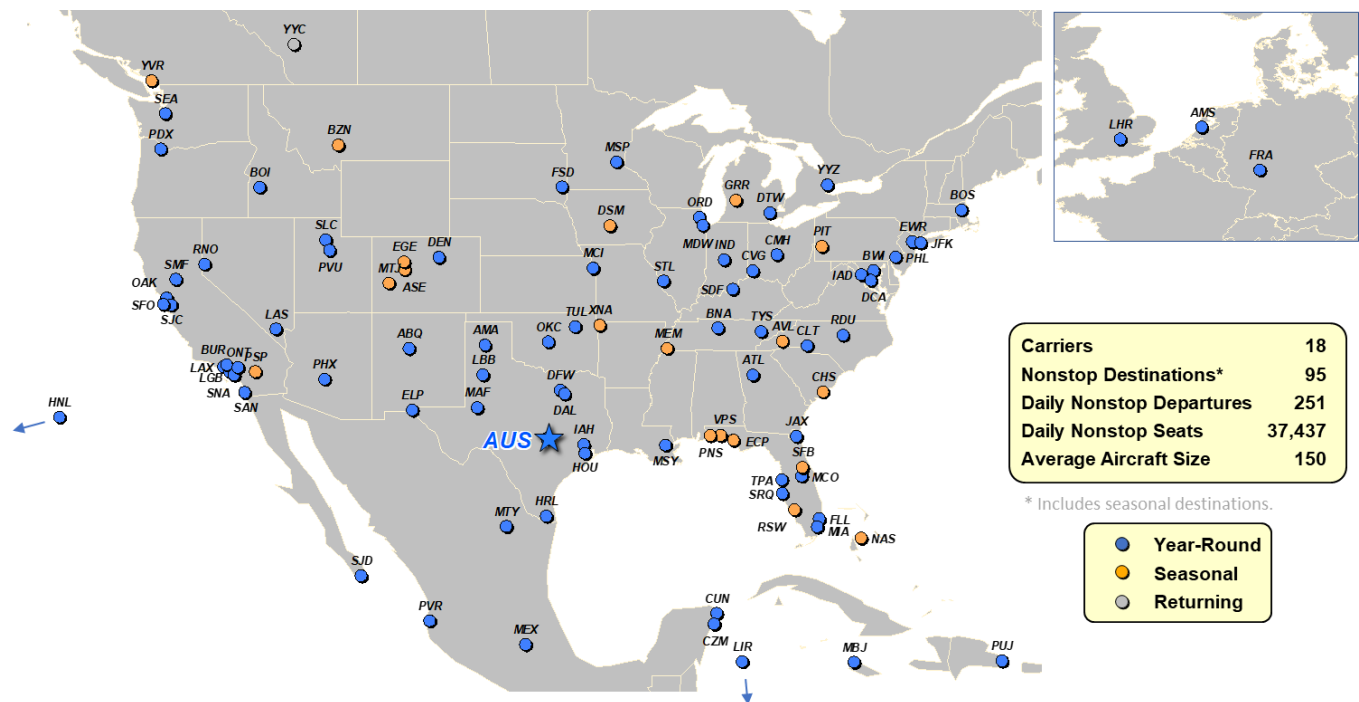 YYC
YVR
SEA
PDX
BZN
BOI
MSP
FSD
GRR
YYZ
ORD
DTW
BOS
DSM
MDW
IND
CMH
PIT
EWR
JFK
SLC
PVU
EGE
DEN
MTJ
ASE
RNO
SMF
OAK
SFO
SJC
MCI
STL
CVG
SDF
IAD
BWI
PHL
DCA
LAS
ABQ
AMA
OKC
TUL
XNA
MEM
BNA
TYS
AVL
CLT
RDU
BUR
ONT
PSP
LAX
LGB
SNA
SAN
PHX
LBB
DFW
DAL
ATL
CHS
ELP
MAF
HNL
AUS
IAH
HOU
MSY
VPS
PNS
ECP
JAX
SFB
MCO
TPA
SRQ
RSW
FLL
MIA
NAS
MTY
HRL
SJD
PVR
MEX
CUN
CZM
LIR
MBJ
PUJ
LHR
AMS
FRA
Carriers 18
Nonstop Destinations* 95
Daily Nonstop Departures 251
Daily Nonstop Seats 37,437
Average Aircraft Size 150
* Includes seasonal destinations.
Year-Round
Seasonal
Returning